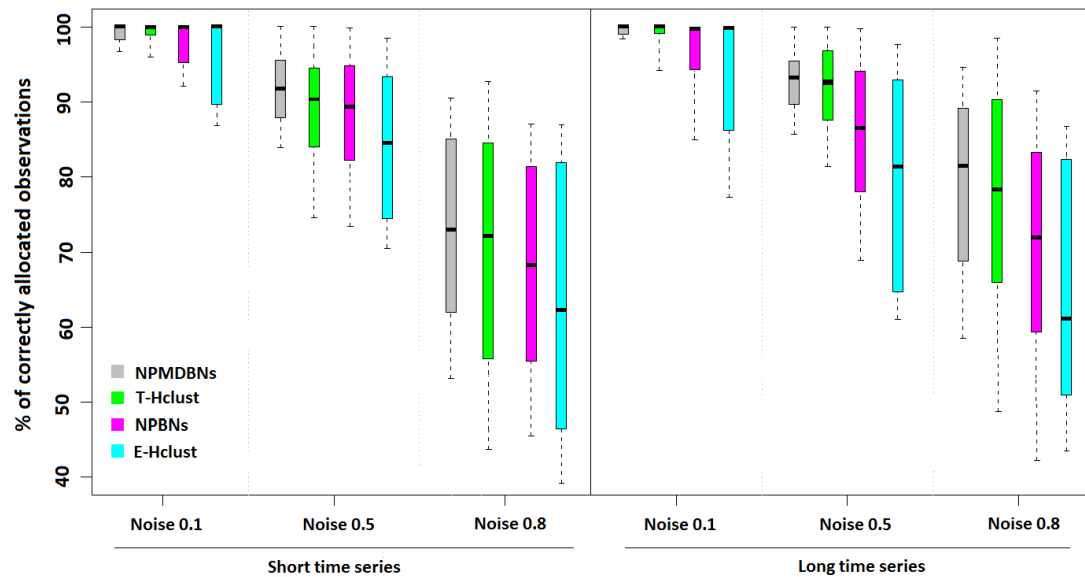 % of correctly allocated observations
100
90
80
70
60
50
40
NPMDBNs
T-Hclust
NPBNs
E-Hclust
Noise 0.1
Noise 0.5
Noise 0.8
Noise 0.1
Noise 0.5
Noise 0.8
Short time series
Long time series